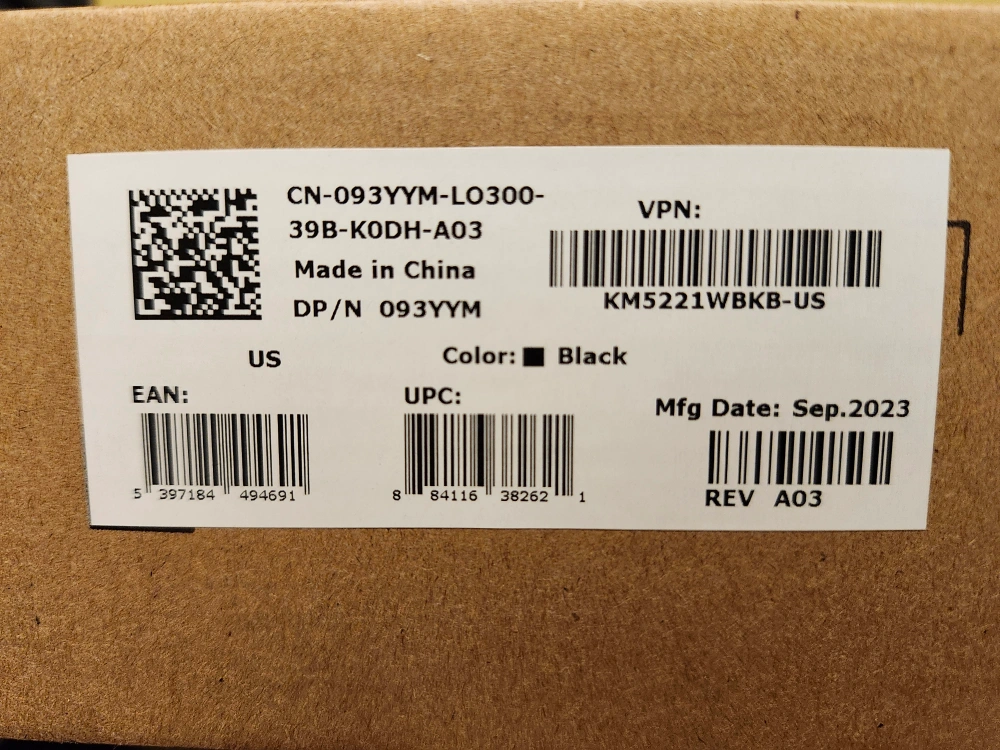 CN-093YYM-LO300-
39B-K0DH-A03
Made in China
DP/N 093YYM
VPN:
KM5221WBKB-US
US
Color: ■ Black
EAN:
5 397184 494691
UPC:
8 84116 38262 1
Mfg Date: Sep.2023
REV A03